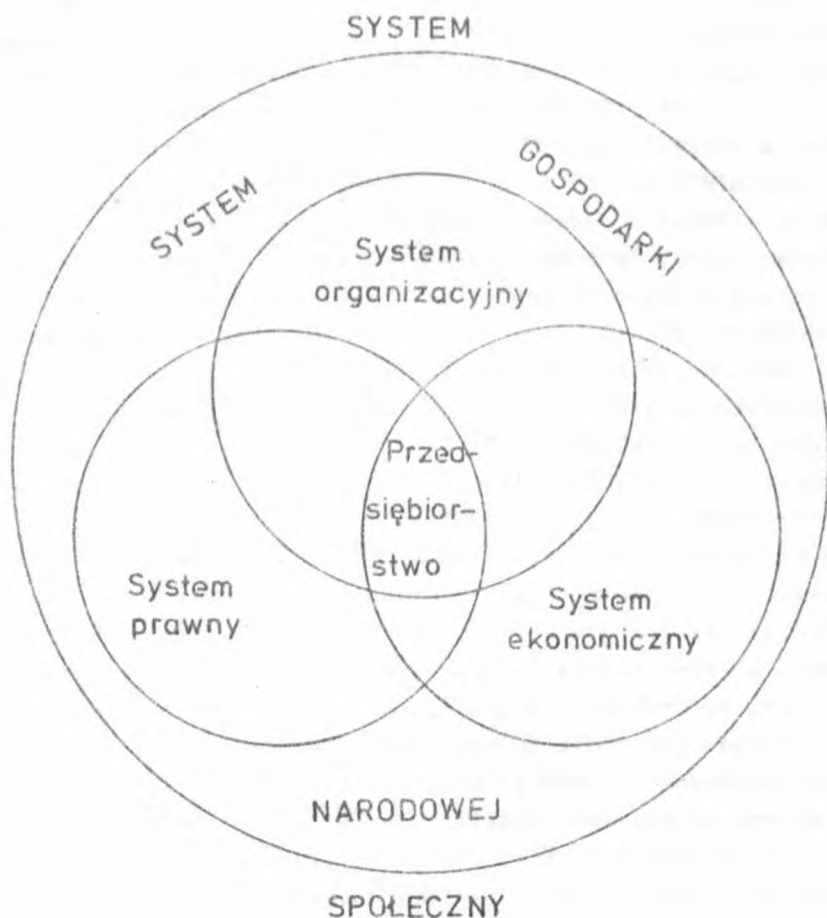 SYSTEM
SYSTEM
GOSPODARKI
System
organizacyjny
Przed-
siębior-
stwo
System
prawny
System
ekonomiczny
NARODOWEJ
SPOŁECZNY